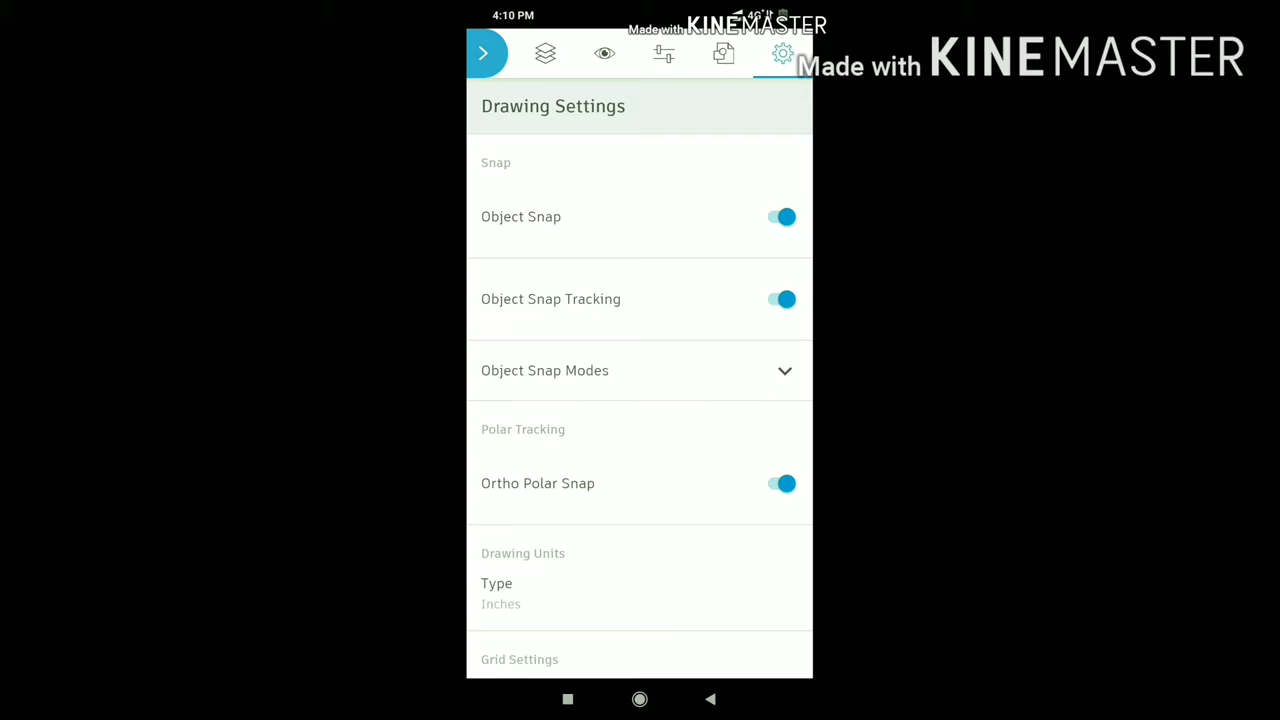 4:10 PM
4G
Made with KINEMASTER
Made with KINEMASTER
Drawing Settings
Snap
Object Snap
Object Snap Tracking
Object Snap Modes
Polar Tracking
Ortho Polar Snap
Drawing Units
Type
Inches
Grid Settings